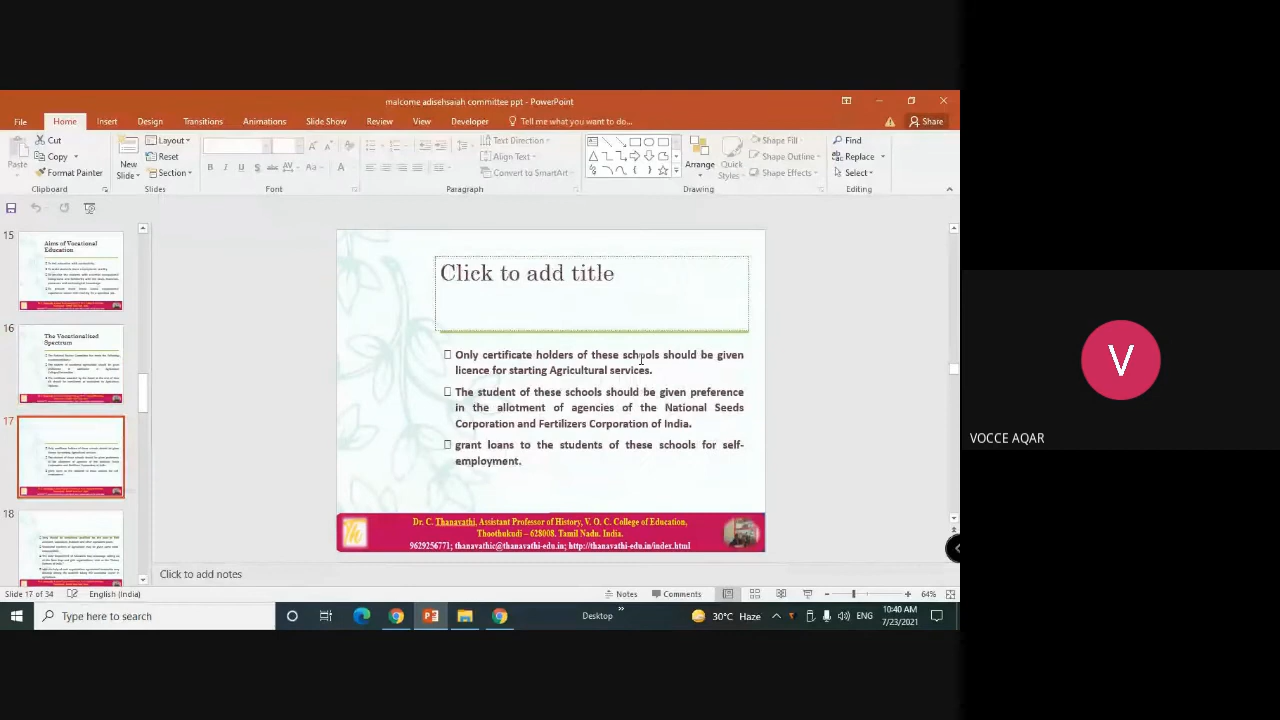 malcome adisehsaiah committee ppt - PowerPoint
File Home Insert Design Transitions Animations Slide Show Review View Developer Tell me what you want to do... Share
Paste Cut Copy Format Painter Clipboard
New Slide Layout Reset Section Slides
B I U S abc AV Aa A Font
Text Direction Align Text Convert to SmartArt Paragraph
Arrange Quick Styles Shape Fill Shape Outline Shape Effects Drawing
Find Replace Select Editing
15
Aims of Vocational
Education
16
The Vocationalised
Spectrum
17
18
Click to add title
Only certificate holders of these schools should be given
licence for starting Agricultural services.
The student of these schools should be given preference
in the allotment of agencies of the National Seeds
Corporation and Fertilizers Corporation of India.
grant loans to the students of these schools for self-
employment.
Th
Dr. C. Thanavathi, Assistant Professor of History, V. O. C. College of Education,
Thoothukudi – 628008. Tamil Nadu. India.
9629256771; thanavathic@thanavathi-edu.in; http://thanavathi-edu.in/index.html
Click to add notes
Slide 17 of 34 English (India) Notes Comments 64%
Type here to search Desktop 30°C Haze ENG 10:40 AM
7/23/2021
V
VOCCE AQAR